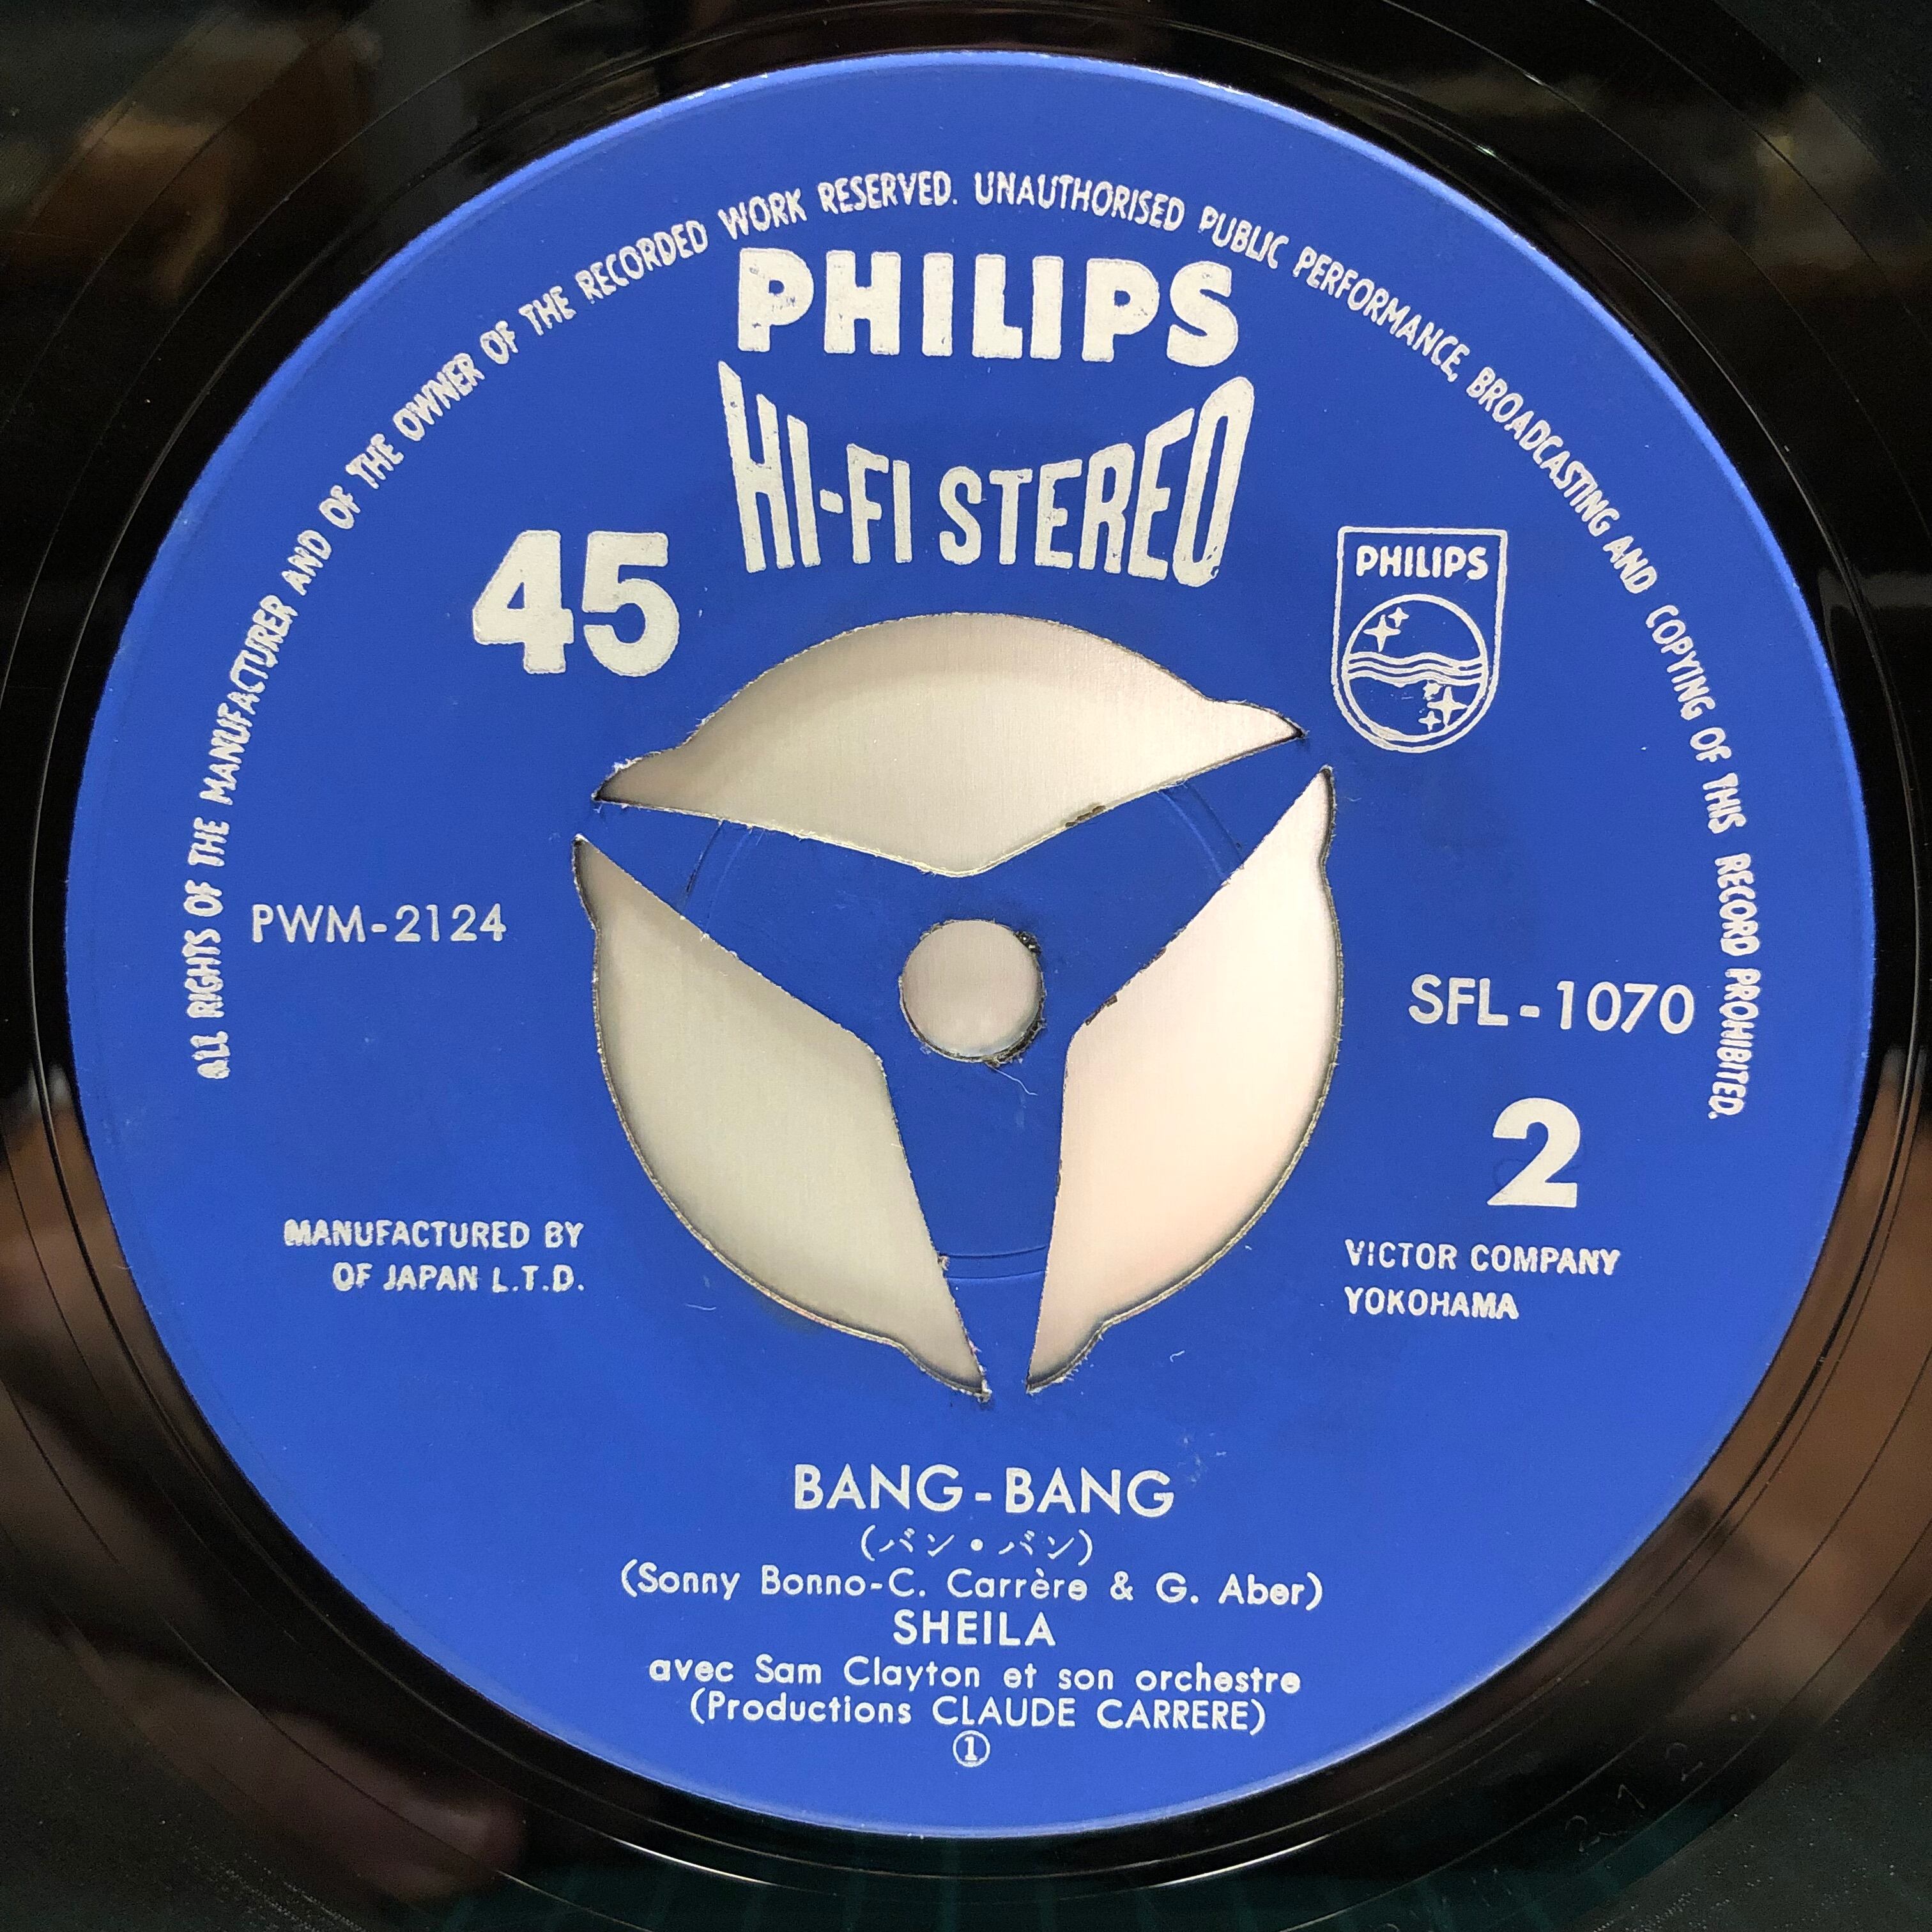 ALL RIGHTS OF THE MANUFACTURER AND OF THE OWNER OF THE RECORDED WORK RESERVED. UNAUTHORISED PUBLIC PERFORMANCE, BROADCASTING AND COPYING OF THIS RECORD PROHIBITED.
PHILIPS
HI-FI STEREO
45
PHILIPS
PWM-2124
SFL-1070
2
MANUFACTURED BY
OF JAPAN L.T.D.
VICTOR COMPANY
YOKOHAMA
BANG-BANG
(バン・バン)
(Sonny Bonno-C. Carrère & G. Aber)
SHEILA
avec Sam Clayton et son orchestre
(Productions CLAUDE CARRERE)
①